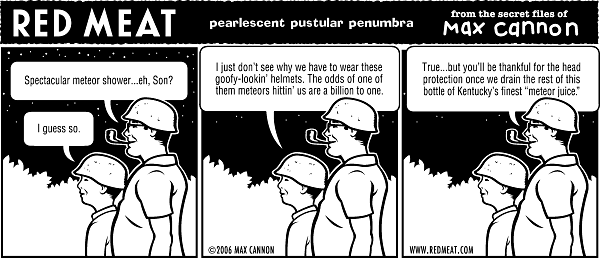 RED MEAT
pearlescent pustular penumbra
from the secret files of
max cannon
Spectacular meteor shower...eh, Son?
I guess so.
I just don't see why we have to wear these
goofy-lookin' helmets. The odds of one of
them meteors hittin' us are a billion to one.
©2006 MAX CANNON
True...but you'll be thankful for the head
protection once we drain the rest of this
bottle of Kentucky's finest “meteor juice.”
WWW.REDMEAT.COM